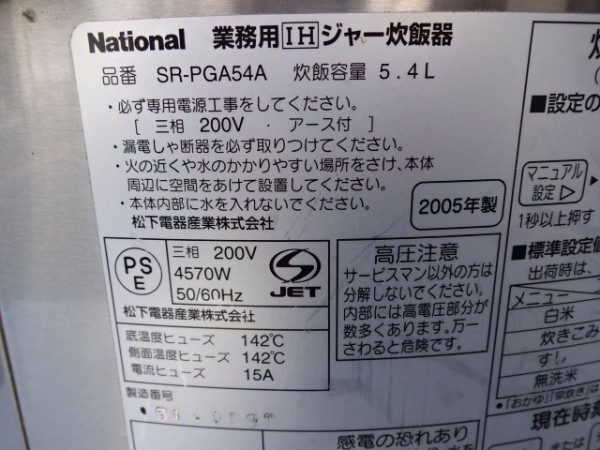 National 業務用IHジャー炊飯器
品番 SR-PGA54A 炊飯容量 5.4L
・必ず専用電源工事をしてください。
[ 三相 200V ・ アース付 ]
・漏電しゃ断器を必ず取りつけてください。
・火の近くや水のかかりやすい場所をさけ、本体
周辺に空間をあけて設置してください。
・本体内部に水を入れないでください。
松下電器産業株式会社
2005年製
PS
E
三相 200V
4570W
50/60Hz
JET
松下電器産業株式会社
底温度ヒューズ 142℃
側面温度ヒューズ 142℃
電流ヒューズ 15A
製造番号
高圧注意
サービスマン以外の方は
分解しないでください。
内部には高電圧部分が
数多くあります。万一
さわると危険です。
感電の恐れあり
■設定の
マニュアル
設定
1秒以上押す
■標準設定値
出荷時は、
メニュー
白米
炊きこみ
すし
無洗米
・「おかゆ」「早炊き」は
現在時刻
または